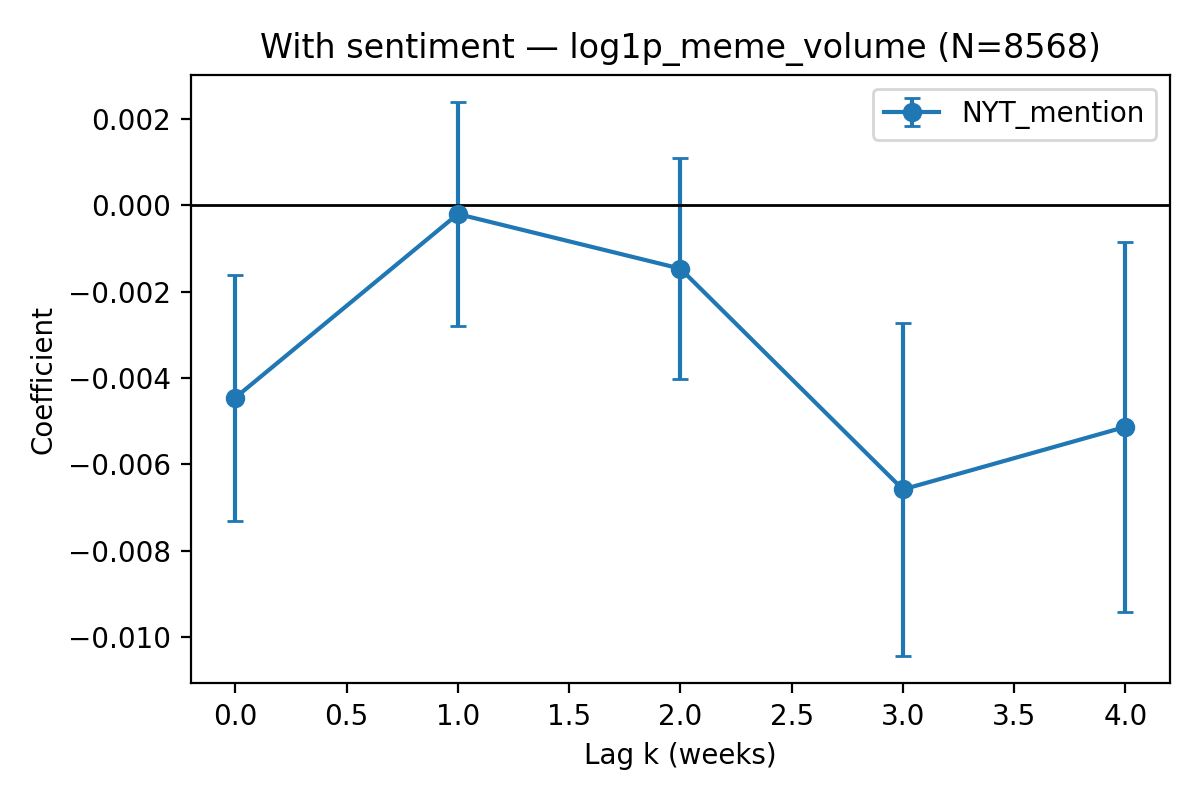 With sentiment — log1p_meme_volume (N=8568)
NYT_mention
0.002
0.000
−0.002
−0.004
−0.006
−0.008
−0.010
Coefficient
0.0 0.5 1.0 1.5 2.0 2.5 3.0 3.5 4.0
Lag k (weeks)